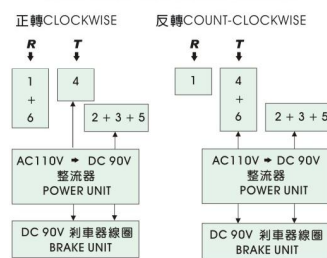 正轉CLOCKWISE
R T
1
+
6
4
2 + 3 + 5
AC110V ➡ DC 90V
整流器
POWER UNIT
DC 90V 剎車器線圈
BRAKE UNIT
反轉COUNT-CLOCKWISE
R T
1
4
+
6
2 + 3 + 5
AC110V ➡ DC 90V
整流器
POWER UNIT
DC 90V 剎車器線圈
BRAKE UNIT